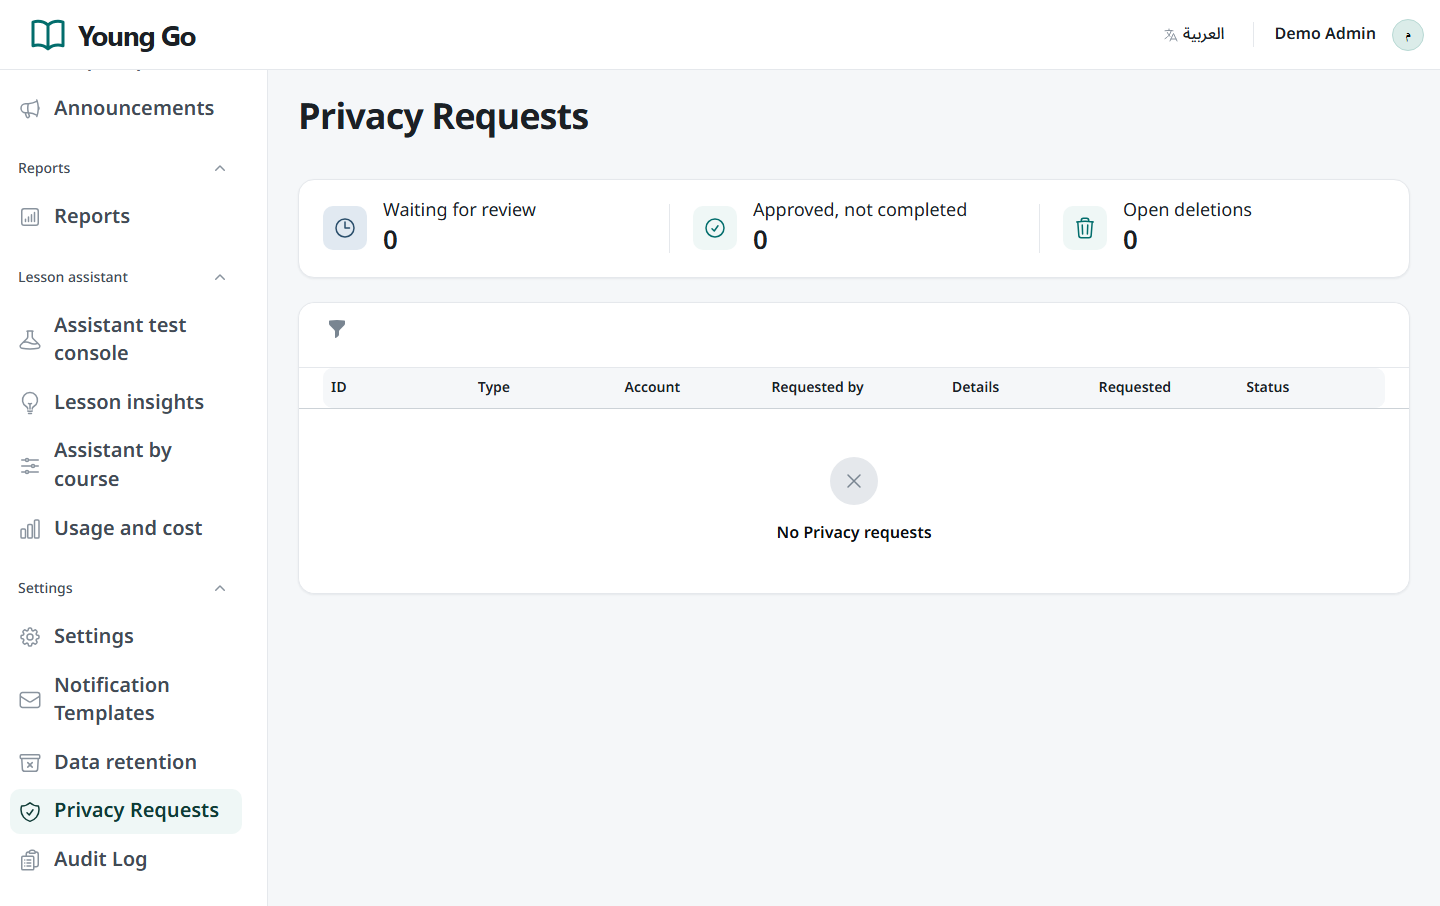 Young Go
العربية
Demo Admin
م
Announcements
Reports
Reports
Lesson assistant
Assistant test
console
Lesson insights
Assistant by
course
Usage and cost
Settings
Settings
Notification
Templates
Data retention
Privacy Requests
Audit Log
Privacy Requests
Waiting for review
0
Approved, not completed
0
Open deletions
0
ID Type Account Requested by Details Requested Status
No Privacy requests